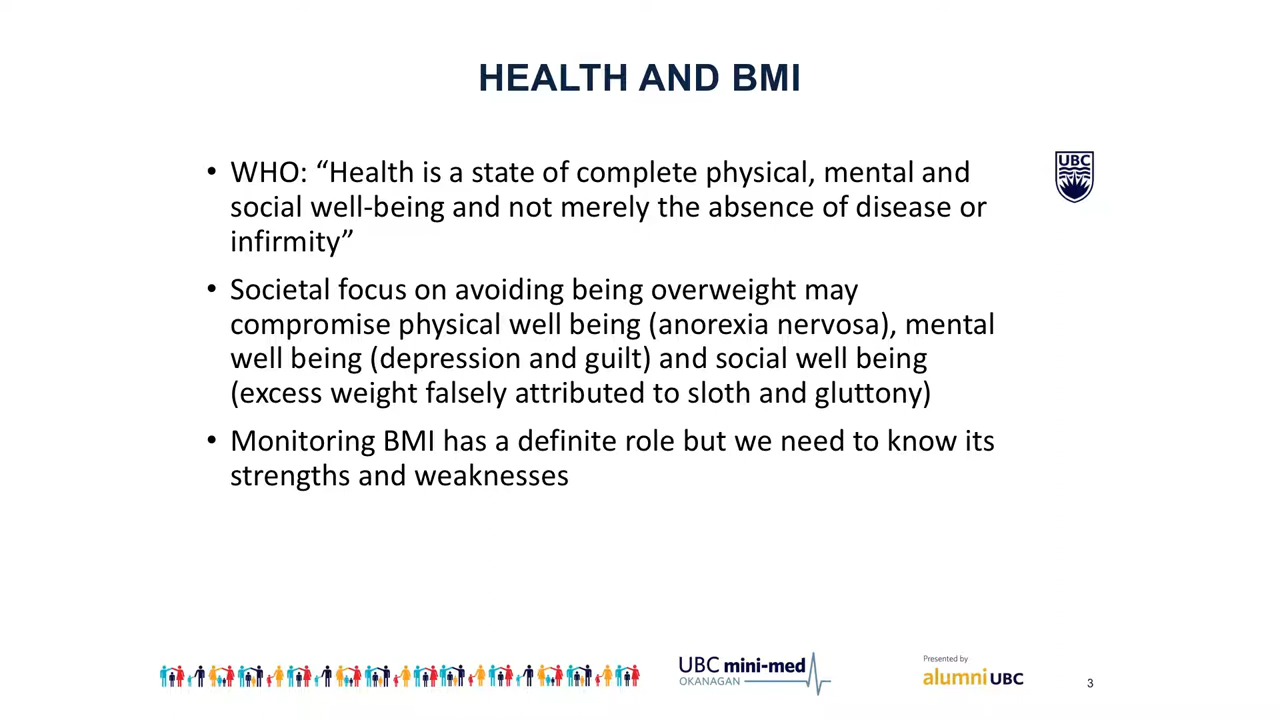 HEALTH AND BMI
• WHO: “Health is a state of complete physical, mental and
social well-being and not merely the absence of disease or
infirmity”
• Societal focus on avoiding being overweight may
compromise physical well being (anorexia nervosa), mental
well being (depression and guilt) and social well being
(excess weight falsely attributed to sloth and gluttony)
• Monitoring BMI has a definite role but we need to know its
strengths and weaknesses
UBC
UBC mini-med
OKANAGAN
Presented by
alumni UBC
3